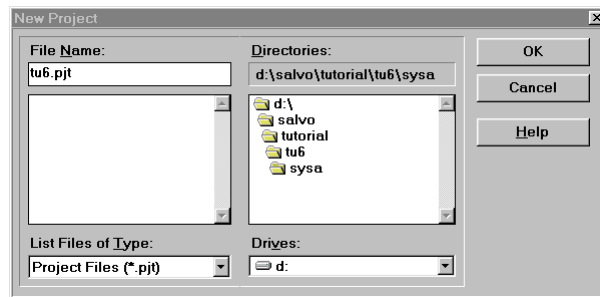 New Project
File Name:
tu6.pjt
Directories:
d:\salvo\tutorial\tu6\sysa
d:\
salvo
tutorial
tu6
sysa
List Files of Type:
Project Files (*.pjt)
Drives:
d:
OK
Cancel
Help